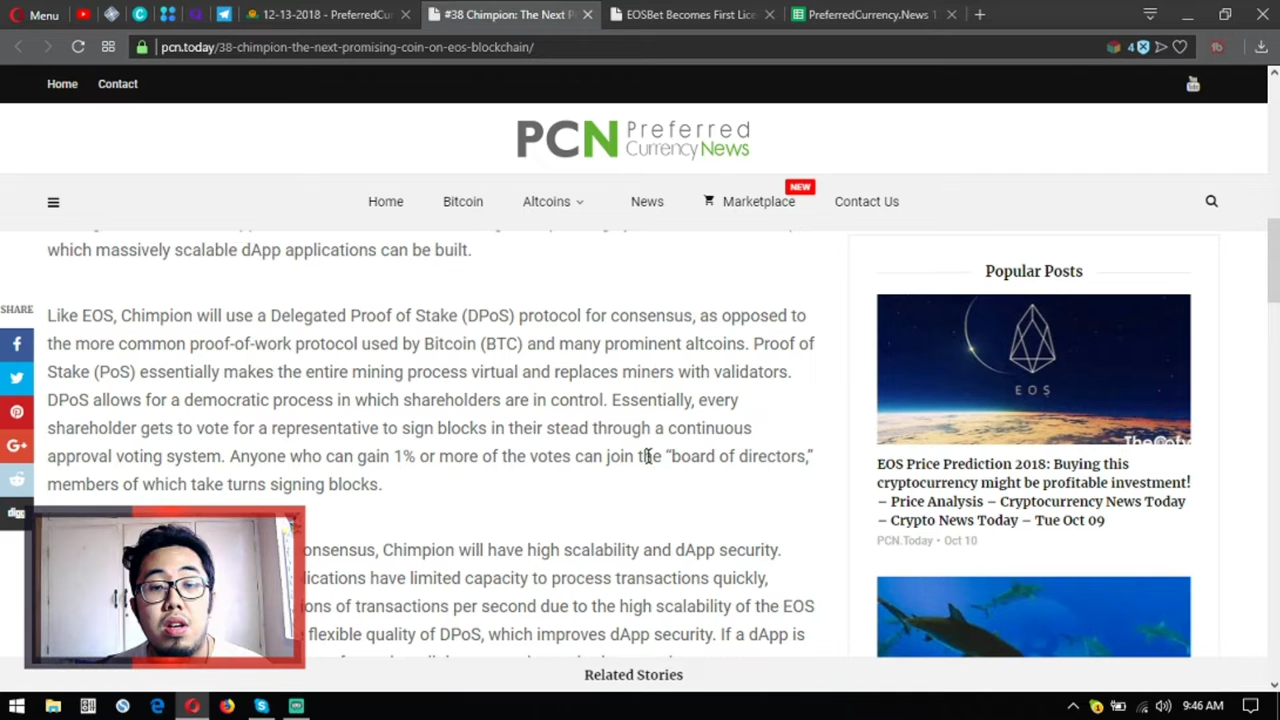 Menu
12-13-2018 - PreferredCur
#38 Chimpion: The Next P
EOSBet Becomes First Lice
PreferredCurrency.News 1
pcn.today/38-chimpion-the-next-promising-coin-on-eos-blockchain/
4
Home Contact
PCN Preferred
CurrencyNews
NEW
Home Bitcoin Altcoins News Marketplace Contact Us
which massively scalable dApp applications can be built.
SHARE
Like EOS, Chimpion will use a Delegated Proof of Stake (DPoS) protocol for consensus, as opposed to
the more common proof-of-work protocol used by Bitcoin (BTC) and many prominent altcoins. Proof of
Stake (PoS) essentially makes the entire mining process virtual and replaces miners with validators.
DPoS allows for a democratic process in which shareholders are in control. Essentially, every
shareholder gets to vote for a representative to sign blocks in their stead through a continuous
approval voting system. Anyone who can gain 1% or more of the votes can join the “board of directors,”
members of which take turns signing blocks.
onsensus, Chimpion will have high scalability and dApp security.
lications have limited capacity to process transactions quickly,
ions of transactions per second due to the high scalability of the EOS
flexible quality of DPoS, which improves dApp security. If a dApp is
Popular Posts
EOS
EOS Price Prediction 2018: Buying this
cryptocurrency might be profitable investment!
– Price Analysis – Cryptocurrency News Today
– Crypto News Today – Tue Oct 09
PCN.Today • Oct 10
Related Stories
9:46 AM